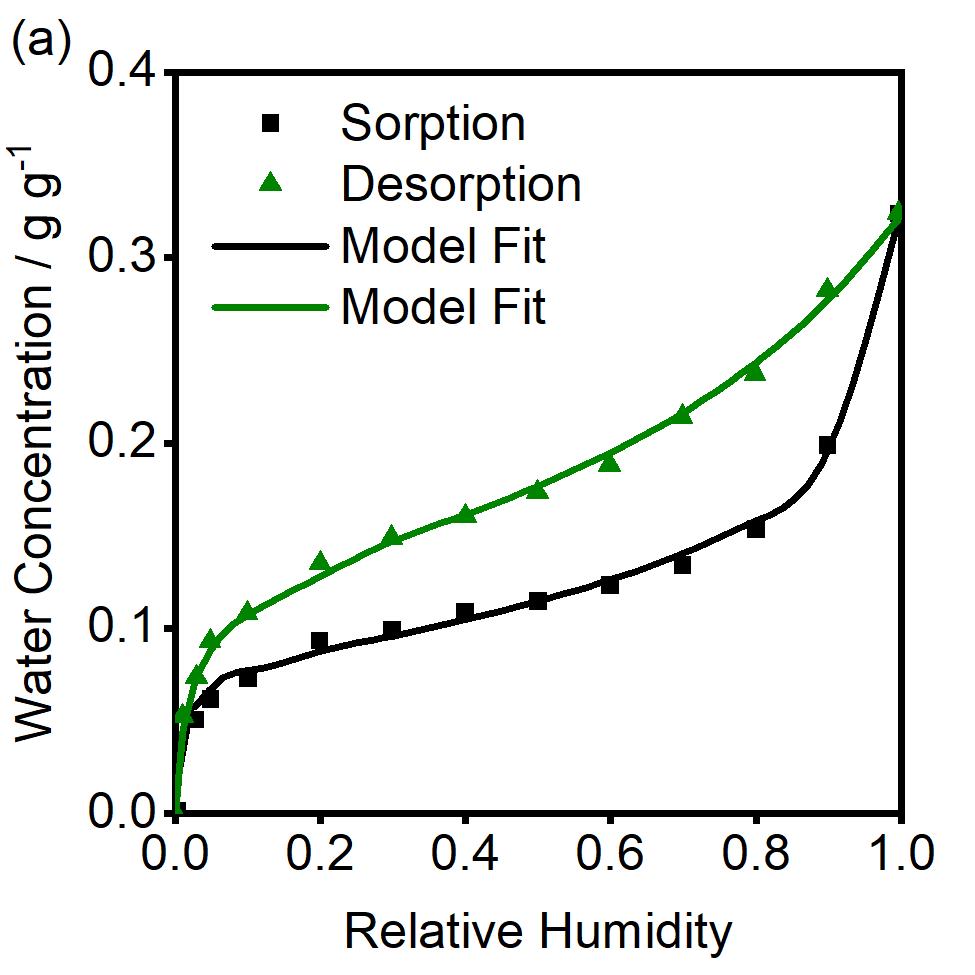 (a)
0.4
0.3
0.2
0.1
0.0
Water Concentration / g g⁻¹
Sorption
Desorption
Model Fit
Model Fit
0.0 0.2 0.4 0.6 0.8 1.0
Relative Humidity